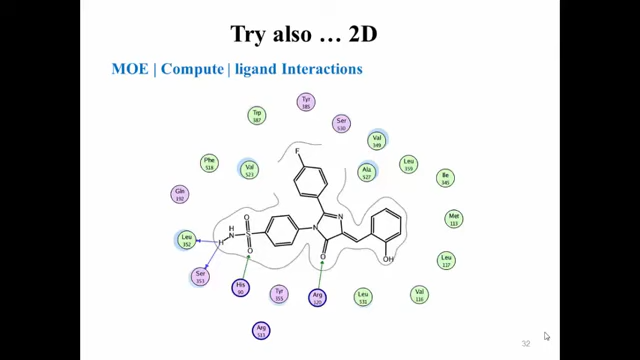 Try also … 2D
MOE | Compute | ligand Interactions
Tyr
385
Trp
387
Ser
530
Val
349
Phe
518
Val
523
Ala
527
Leu
359
Ile
345
Gln
192
F
Met
113
Leu
352
H
N
H
O
S
O
N
N
O
OH
Leu
117
Ser
353
His
90
Tyr
355
Arg
120
Leu
531
Val
116
Arg
513
32